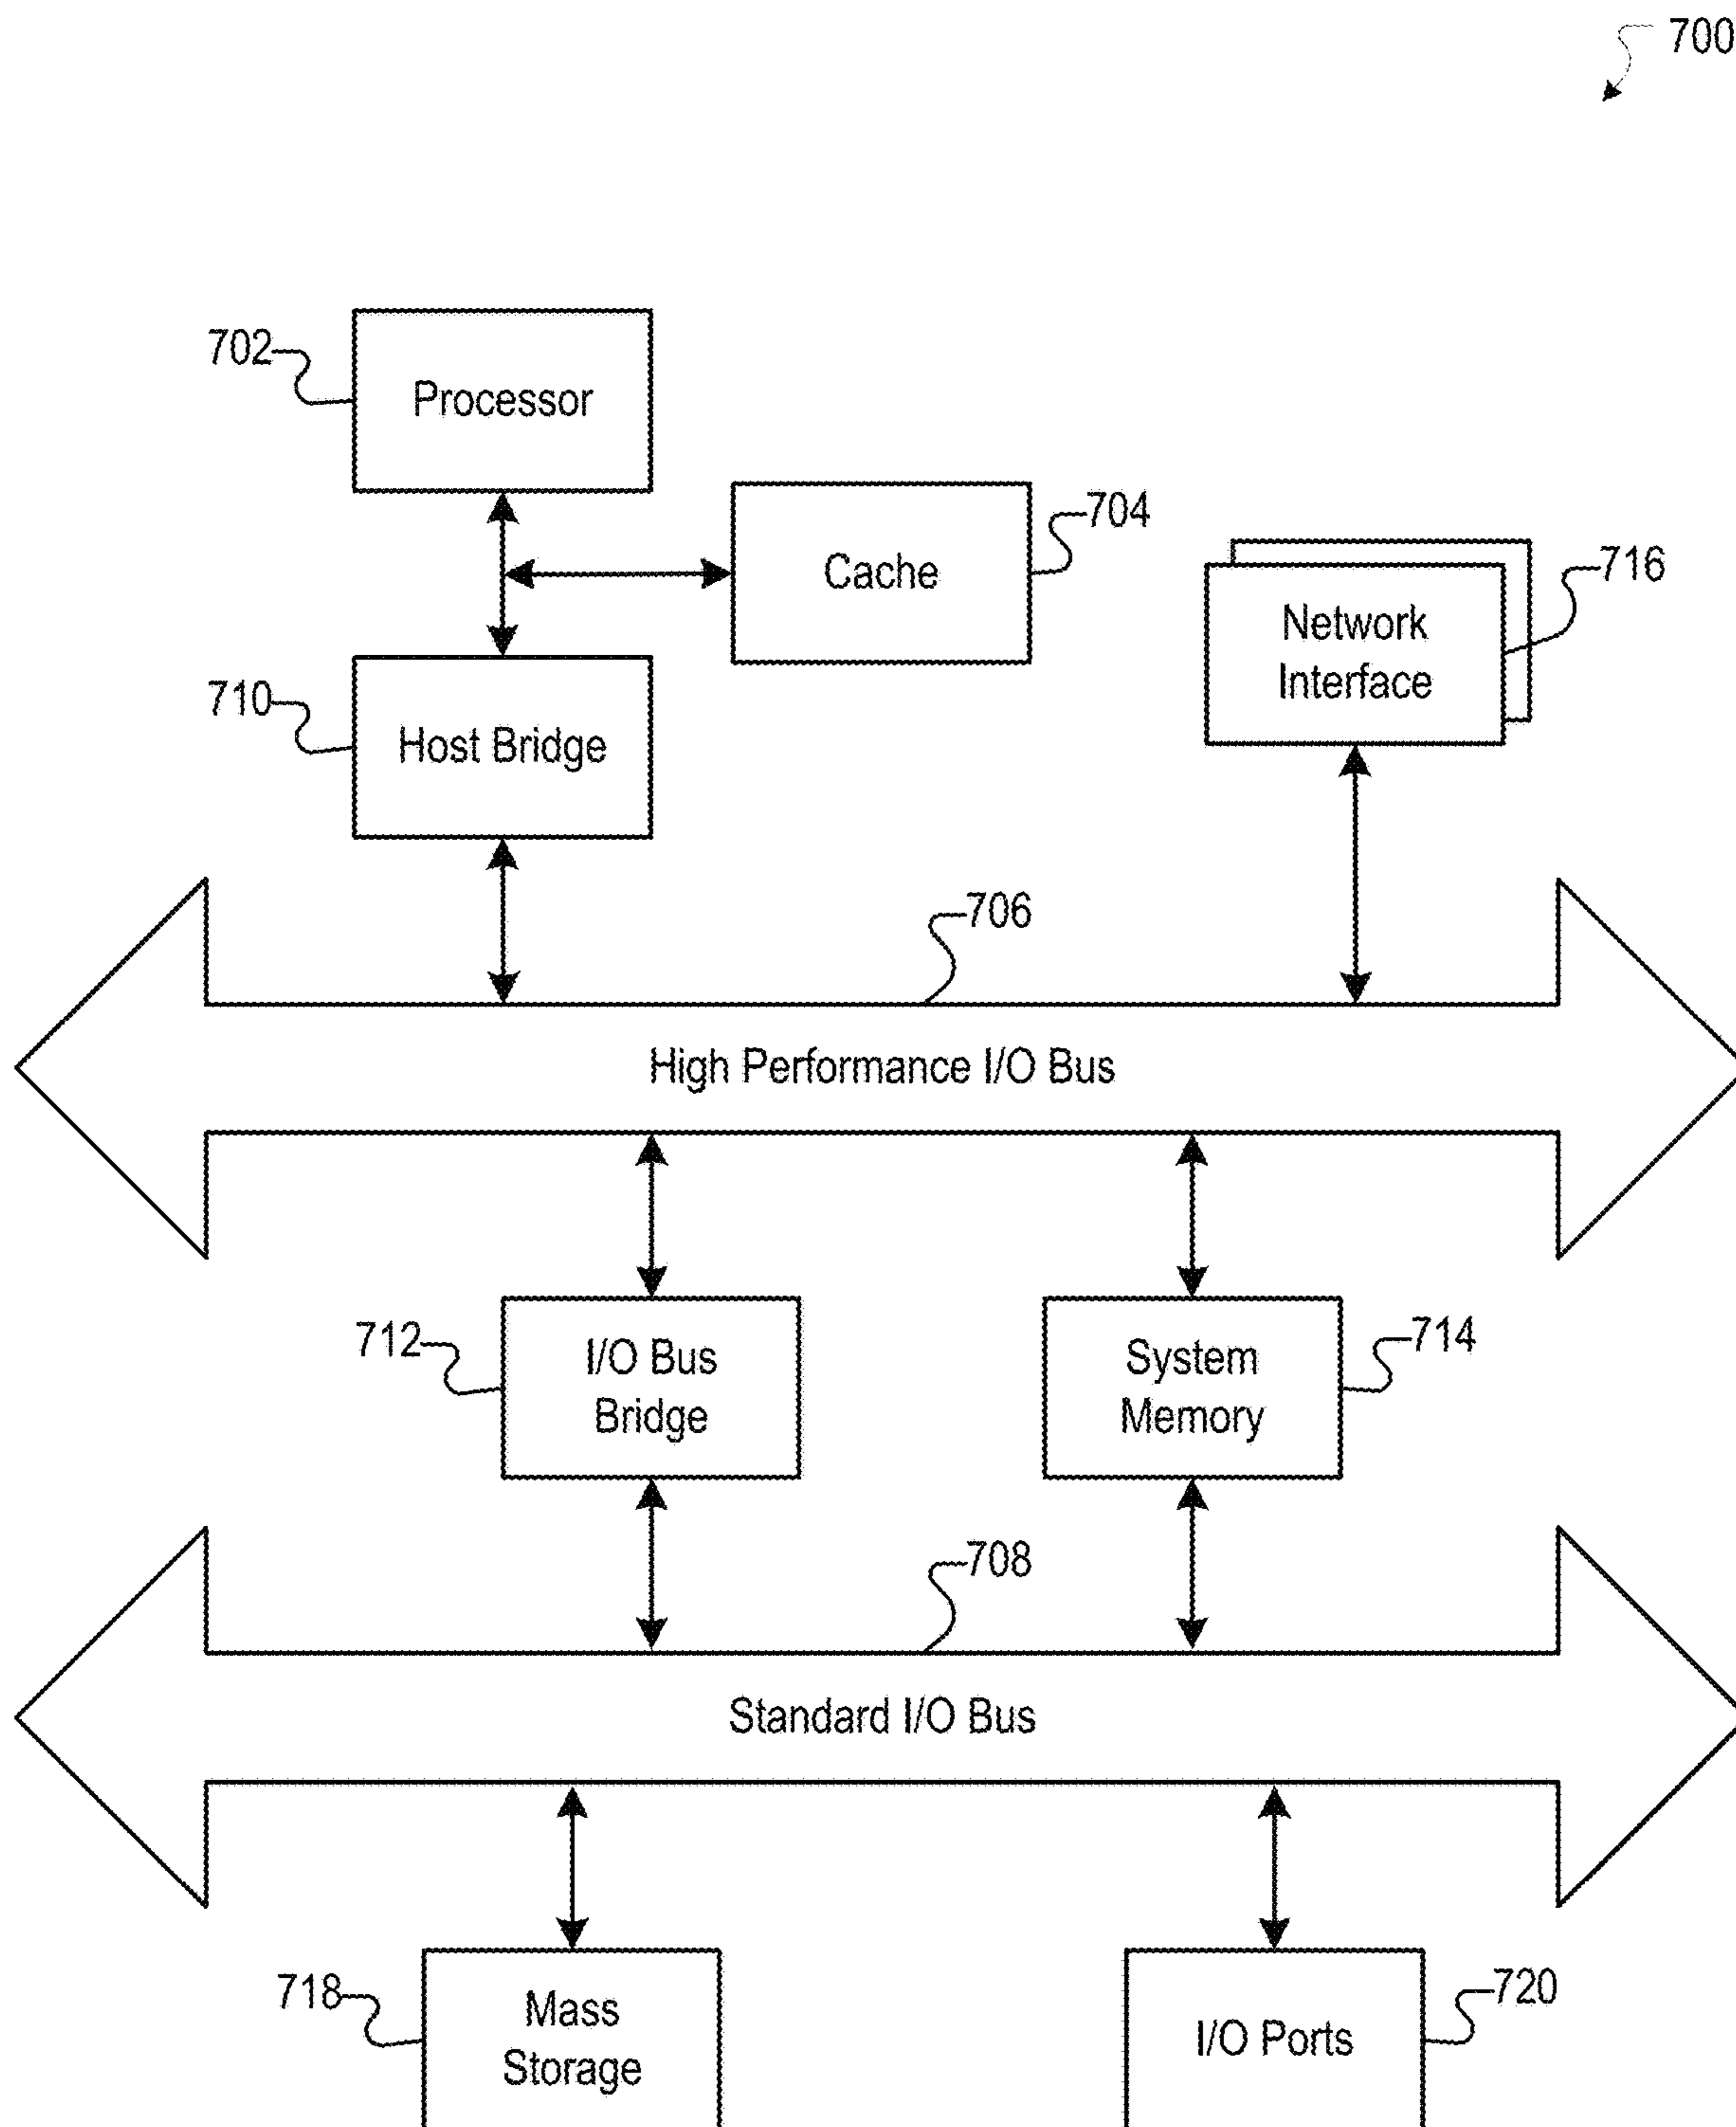 700
702
Processor
704
Cache
716
Network
Interface
710
Host Bridge
706
High Performance I/O Bus
712
I/O Bus
Bridge
714
System
Memory
708
Standard I/O Bus
718
Mass
Storage
720
I/O Ports